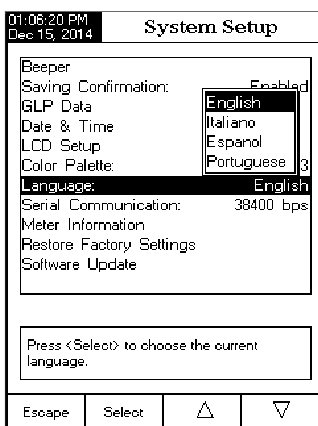 01:06:20 PM
Dec 15, 2014
System Setup
Beeper
Saving Confirmation: Enabled
GLP Data
Date & Time
LCD Setup
Color Palette: 3
English
Italiano
Espanol
Portuguese
Language: English
Serial Communication: 38400 bps
Meter Information
Restore Factory Settings
Software Update
Press <Select> to choose the current
language.
Escape Select